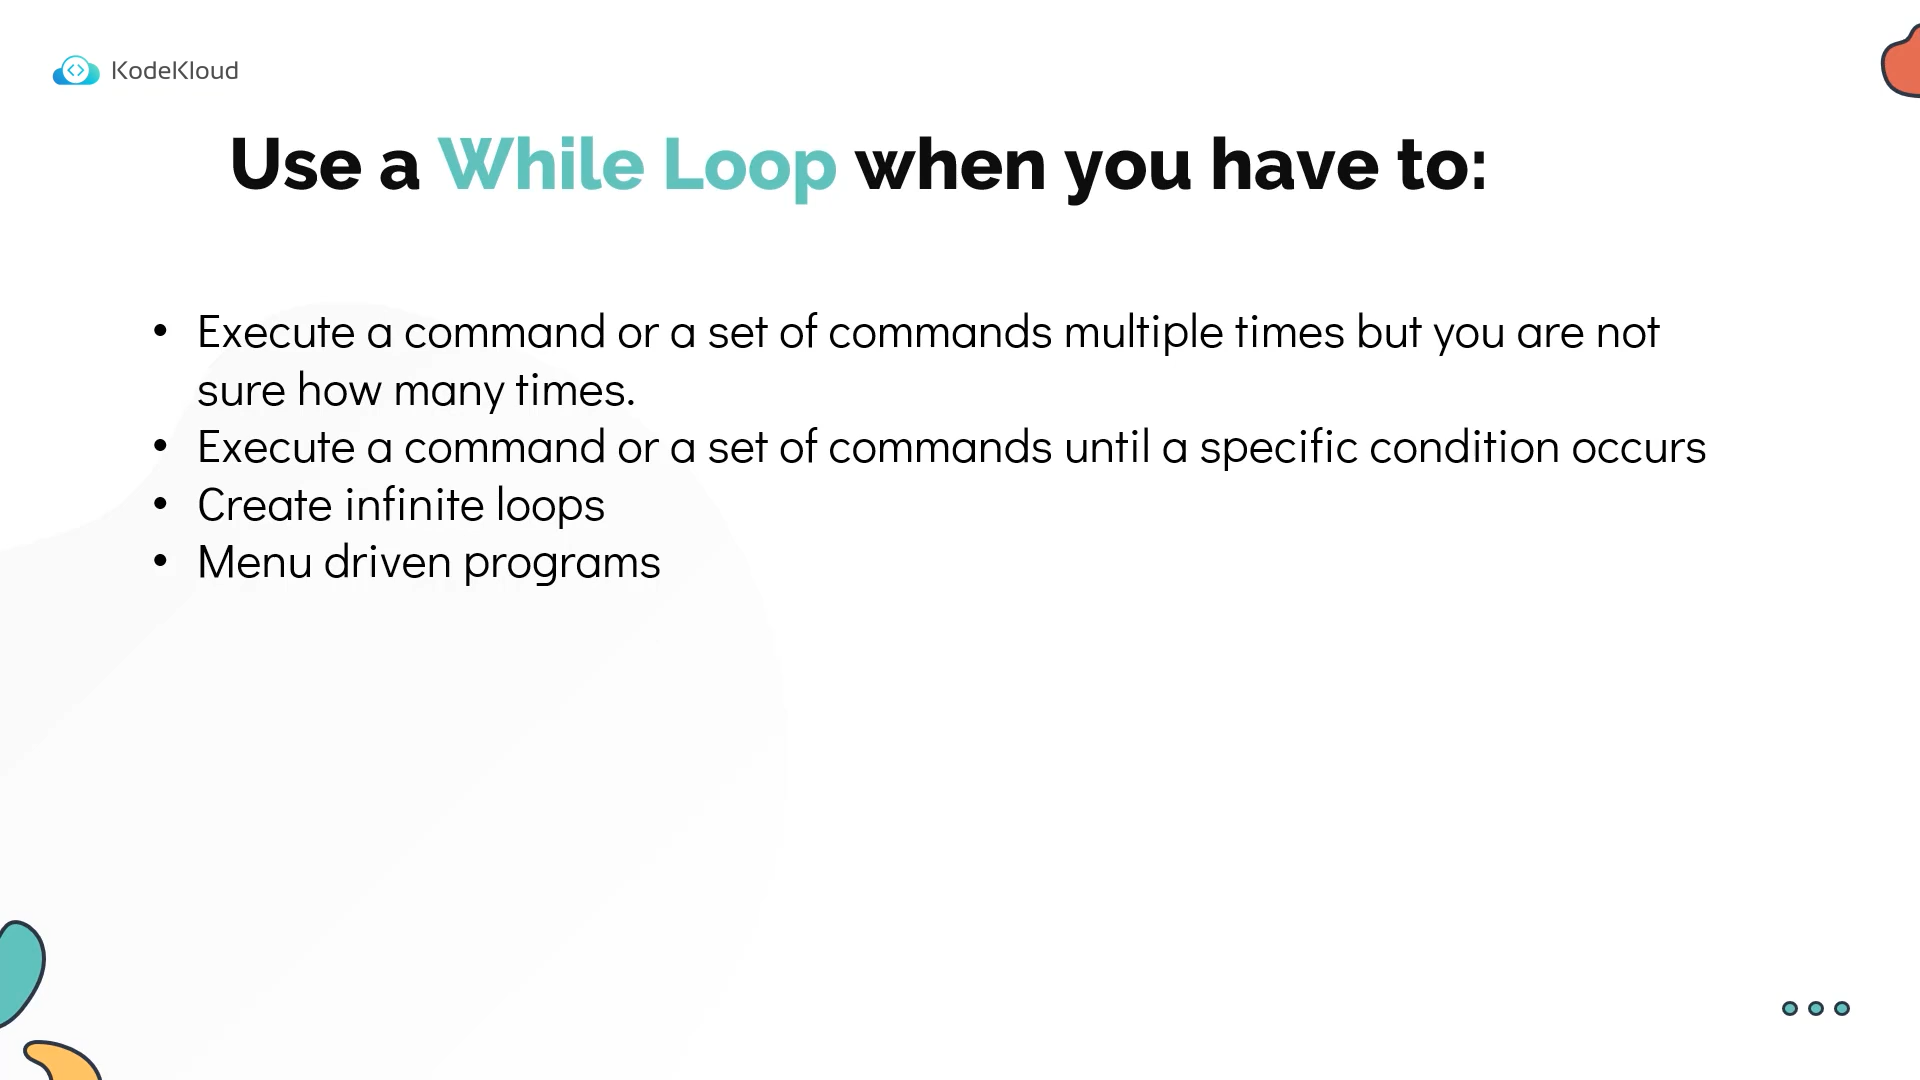 KodeKloud
Use a While Loop when you have to:
• Execute a command or a set of commands multiple times but you are not
sure how many times.
• Execute a command or a set of commands until a specific condition occurs
• Create infinite loops
• Menu driven programs